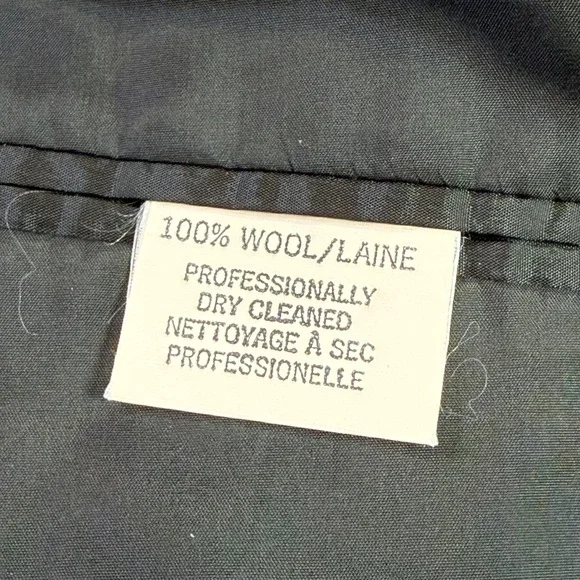 100% WOOL/LAINE
PROFESSIONALLY
DRY CLEANED
NETTOYAGE À SEC
PROFESSIONELLE